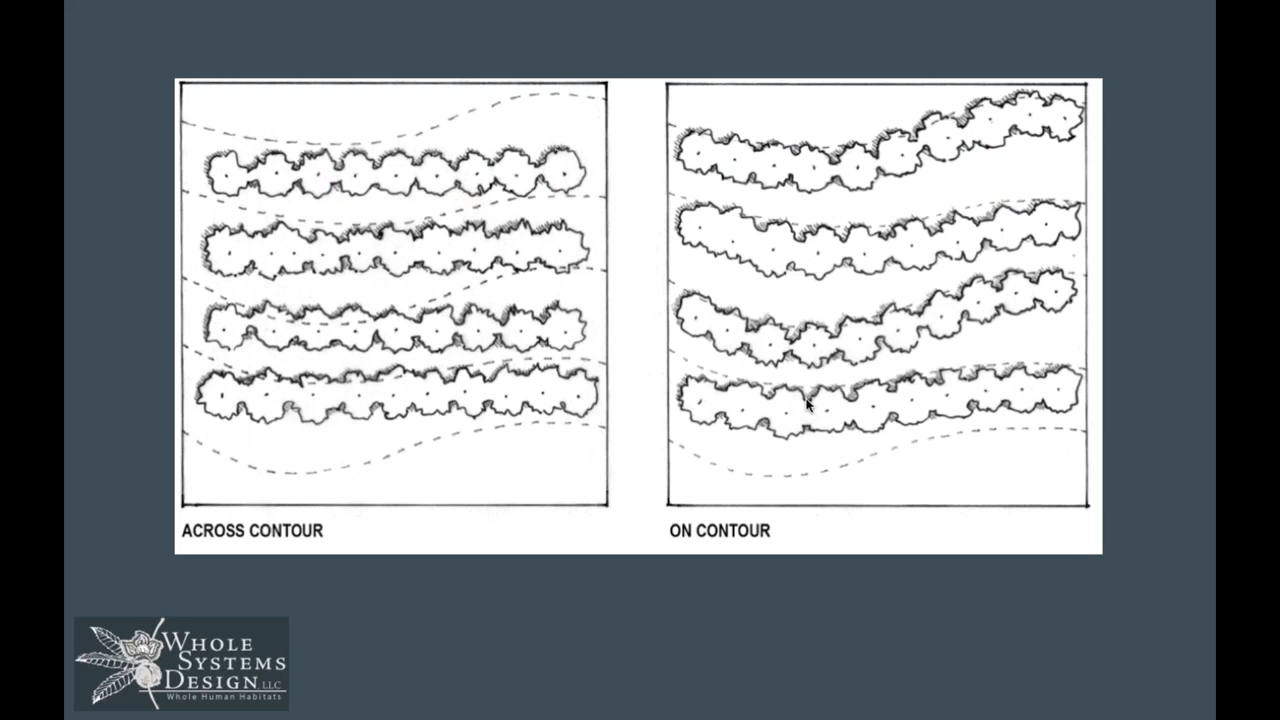 ACROSS CONTOUR
ON CONTOUR
WHOLE
SYSTEMS
DESIGN, LLC
Whole Human Habitats